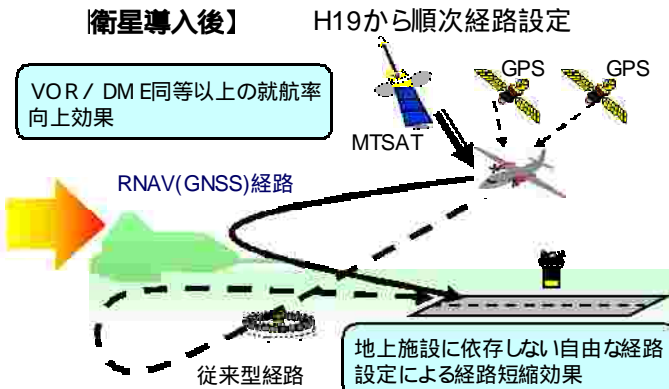 衛星導入後】 H19から順次経路設定
GPS GPS
VOR/DME同等以上の就航率
向上効果
MTSAT
RNAV(GNSS)経路
従来型経路
地上施設に依存しない自由な経路
設定による経路短縮効果